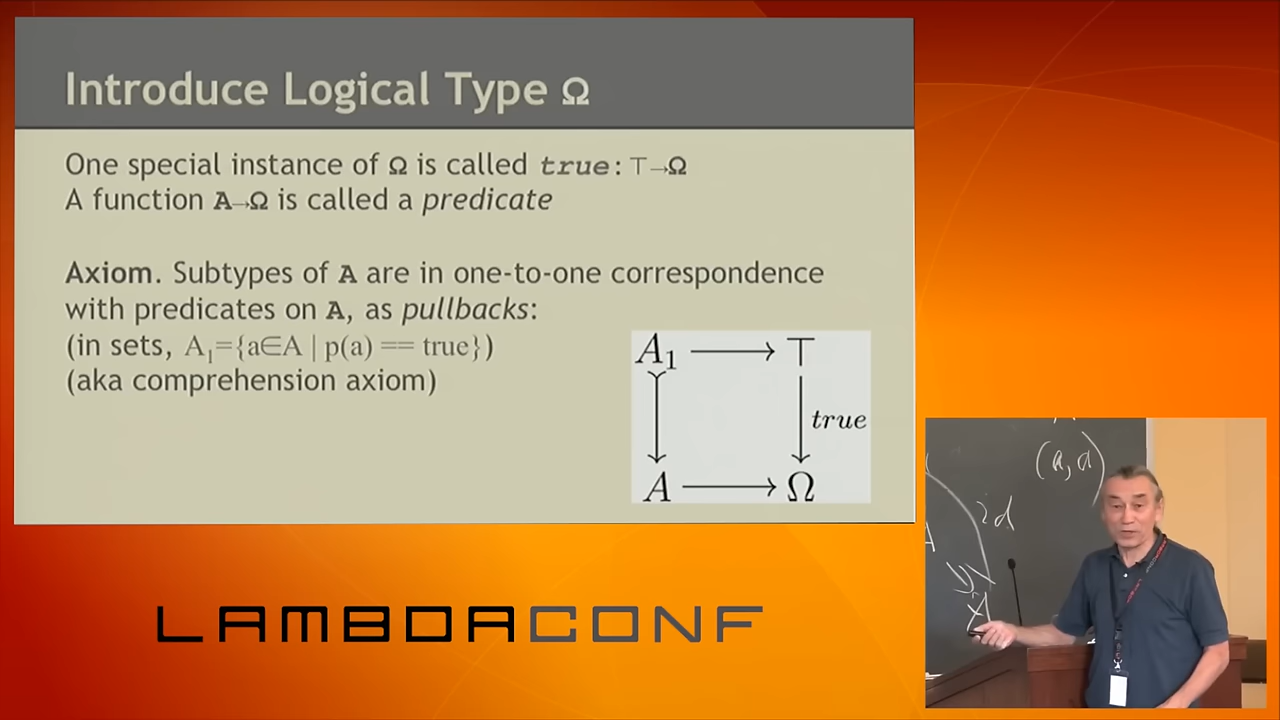 Introduce Logical Type Ω
One special instance of Ω is called true: ⊤→Ω
A function A→Ω is called a predicate
Axiom. Subtypes of A are in one-to-one correspondence
with predicates on A, as pullbacks:
(in sets, A₁={a∈A | p(a) == true})
(aka comprehension axiom)
A₁ ⊤
true
A Ω
(a, d)
id
LAMBDACONF